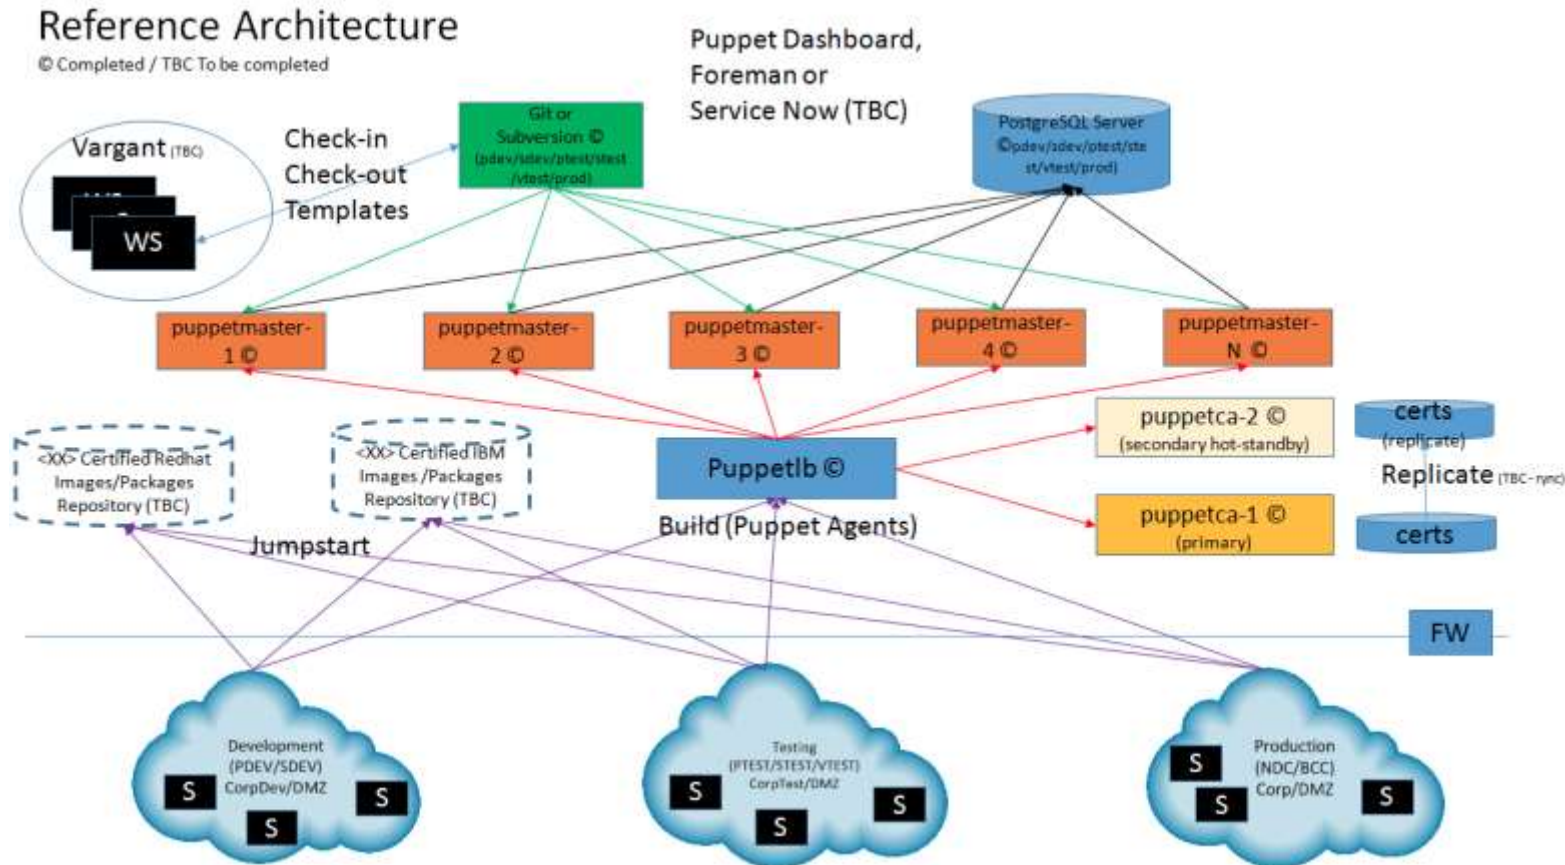 Reference Architecture
© Completed / TBC To be completed
Puppet Dashboard,
Foreman or
Service Now (TBC)
Vargant (TBC)
WS
Check-in
Check-out
Templates
Git or
Subversion ©
(pdev/sdev/ptest/stest
/vtest/prod)
PostgreSQL Server
©pdev/sdev/ptest/ste
st/vtest/prod)
puppetmaster-
1 ©
puppetmaster-
2 ©
puppetmaster-
3 ©
puppetmaster-
4 ©
puppetmaster-
N ©
<XX> Certified Redhat
Images/Packages
Repository (TBC)
<XX> Certified IBM
Images /Packages
Repository (TBC)
Puppetlb ©
puppetca-2 ©
(secondary hot-standby)
certs
(replicate)
Replicate (TBC - rync)
puppetca-1 ©
(primary)
certs
Jumpstart
Build (Puppet Agents)
FW
Development
(PDEV/SDEV)
CorpDev/DMZ
S
S
S
Testing
(PTEST/STEST/VTEST)
CorpTest/DMZ
S
S
S
Production
(NDC/BCC)
Corp/DMZ
S
S
S